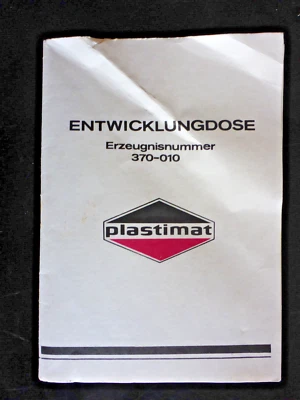 ENTWICKLUNGDOSE
Erzeugnisnummer
370-010
plastimat